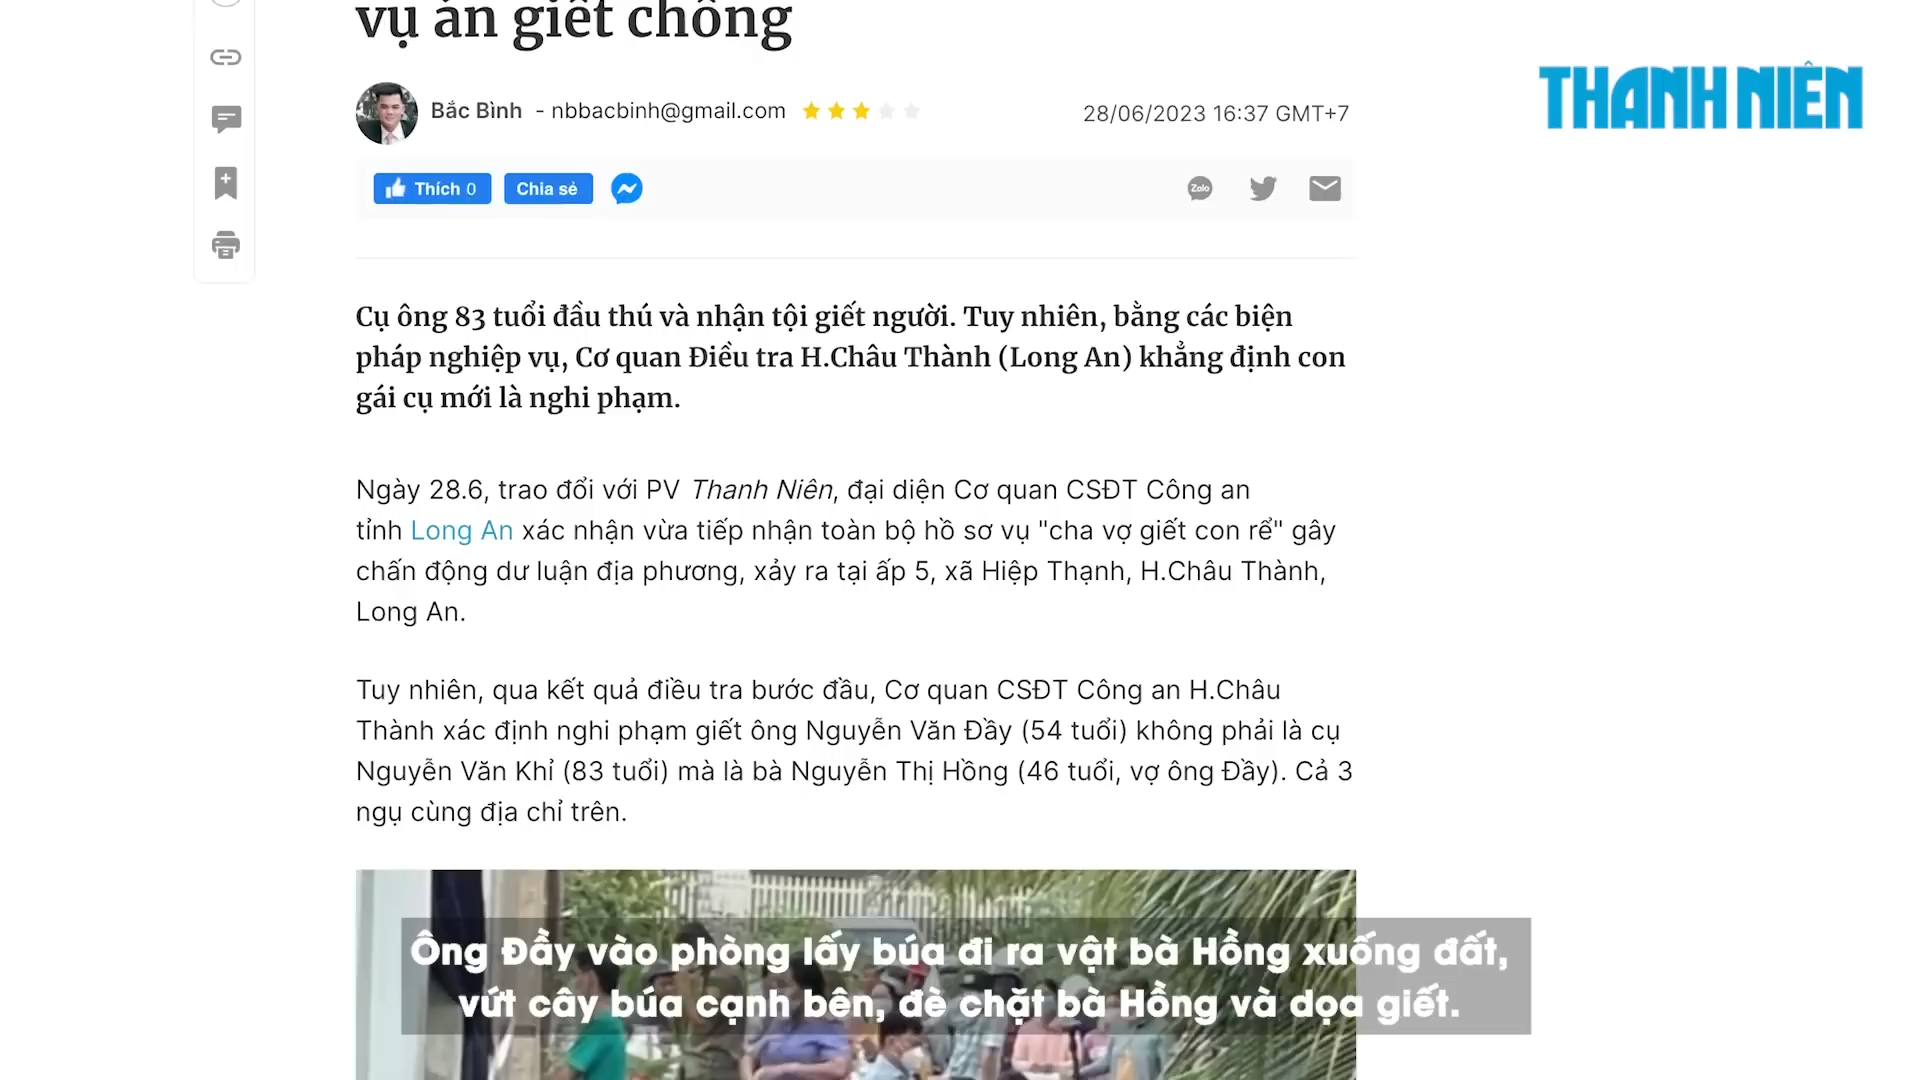 vụ án giết chồng
THANH NIÊN
Bắc Bình - nbbacbinh@gmail.com
28/06/2023 16:37 GMT+7
Thích 0
Chia sẻ
Zalo
Cụ ông 83 tuổi đầu thú và nhận tội giết người. Tuy nhiên, bằng các biện
pháp nghiệp vụ, Cơ quan Điều tra H.Châu Thành (Long An) khẳng định con
gái cụ mới là nghi phạm.
Ngày 28.6, trao đổi với PV Thanh Niên, đại diện Cơ quan CSĐT Công an
tỉnh Long An xác nhận vừa tiếp nhận toàn bộ hồ sơ vụ "cha vợ giết con rể" gây
chấn động dư luận địa phương, xảy ra tại ấp 5, xã Hiệp Thạnh, H.Châu Thành,
Long An.
Tuy nhiên, qua kết quả điều tra bước đầu, Cơ quan CSĐT Công an H.Châu
Thành xác định nghi phạm giết ông Nguyễn Văn Đầy (54 tuổi) không phải là cụ
Nguyễn Văn Khỉ (83 tuổi) mà là bà Nguyễn Thị Hồng (46 tuổi, vợ ông Đầy). Cả 3
ngụ cùng địa chỉ trên.
Ông Đầy vào phòng lấy búa đi ra vật bà Hồng xuống đất,
vứt cây búa cạnh bên, đè chặt bà Hồng và dọa giết.